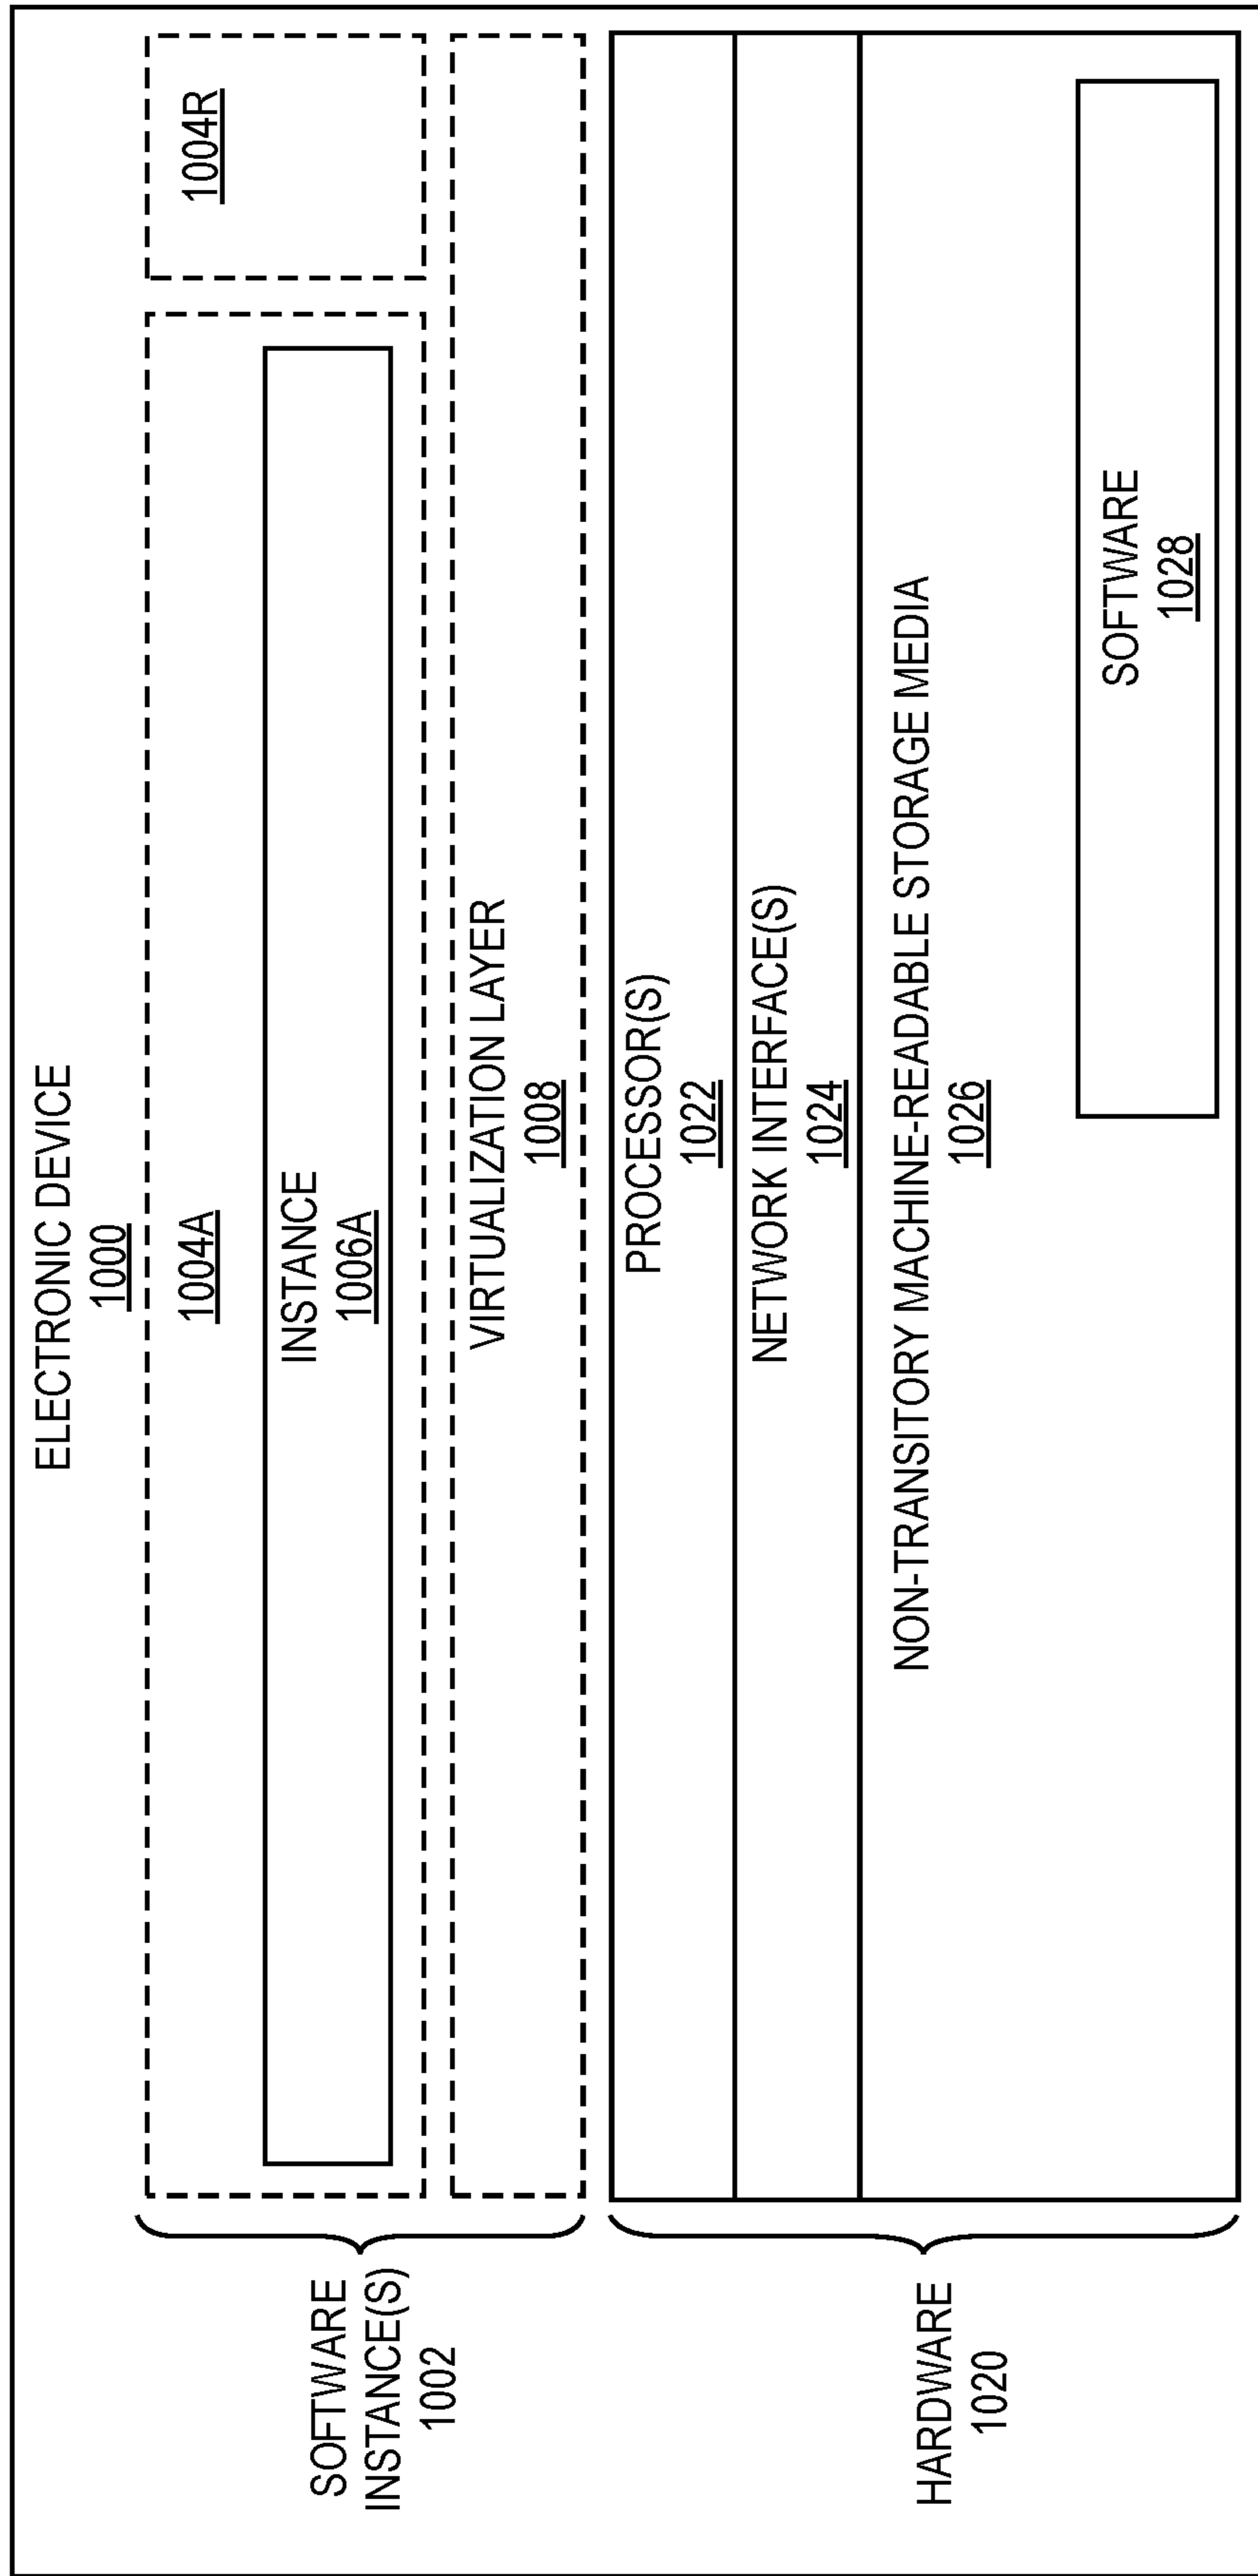 ELECTRONIC DEVICE
1000
SOFTWARE
INSTANCE(S)
1002
1004A
1004R
INSTANCE
1006A
VIRTUALIZATION LAYER
1008
HARDWARE
1020
PROCESSOR(S)
1022
NETWORK INTERFACE(S)
1024
NON-TRANSITORY MACHINE-READABLE STORAGE MEDIA
1026
SOFTWARE
1028